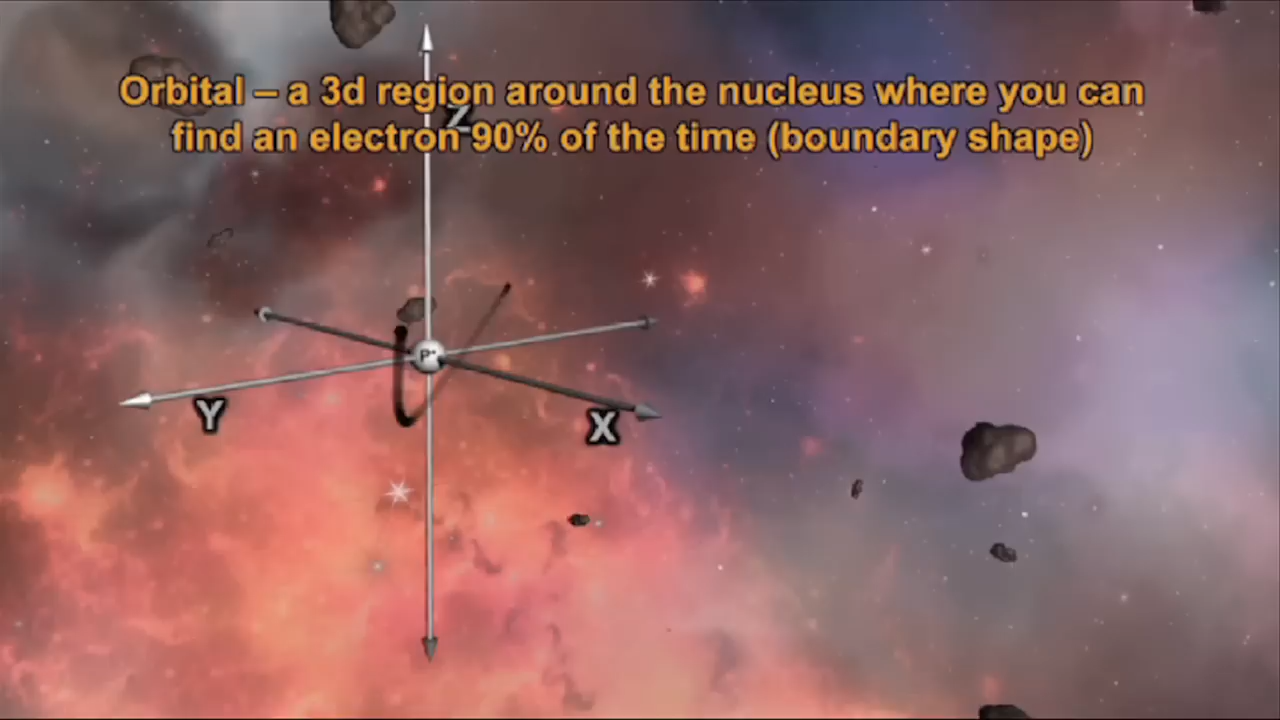 Orbital – a 3d region around the nucleus where you can
find an electron 90% of the time (boundary shape)
Z
P+
Y
X